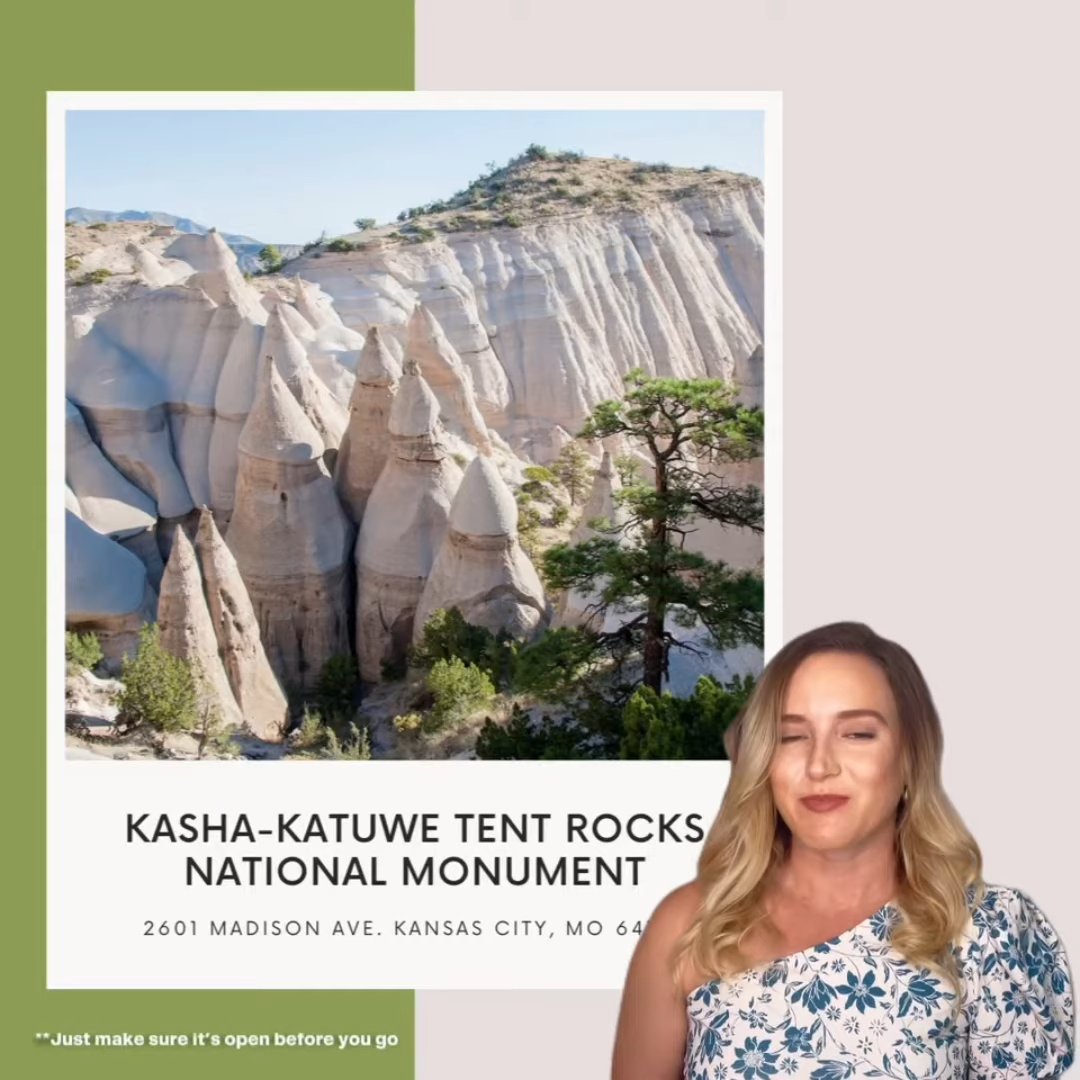 KASHA-KATUWE TENT ROCKS
NATIONAL MONUMENT
2601 MADISON AVE. KANSAS CITY, MO
**Just make sure it's open before you go